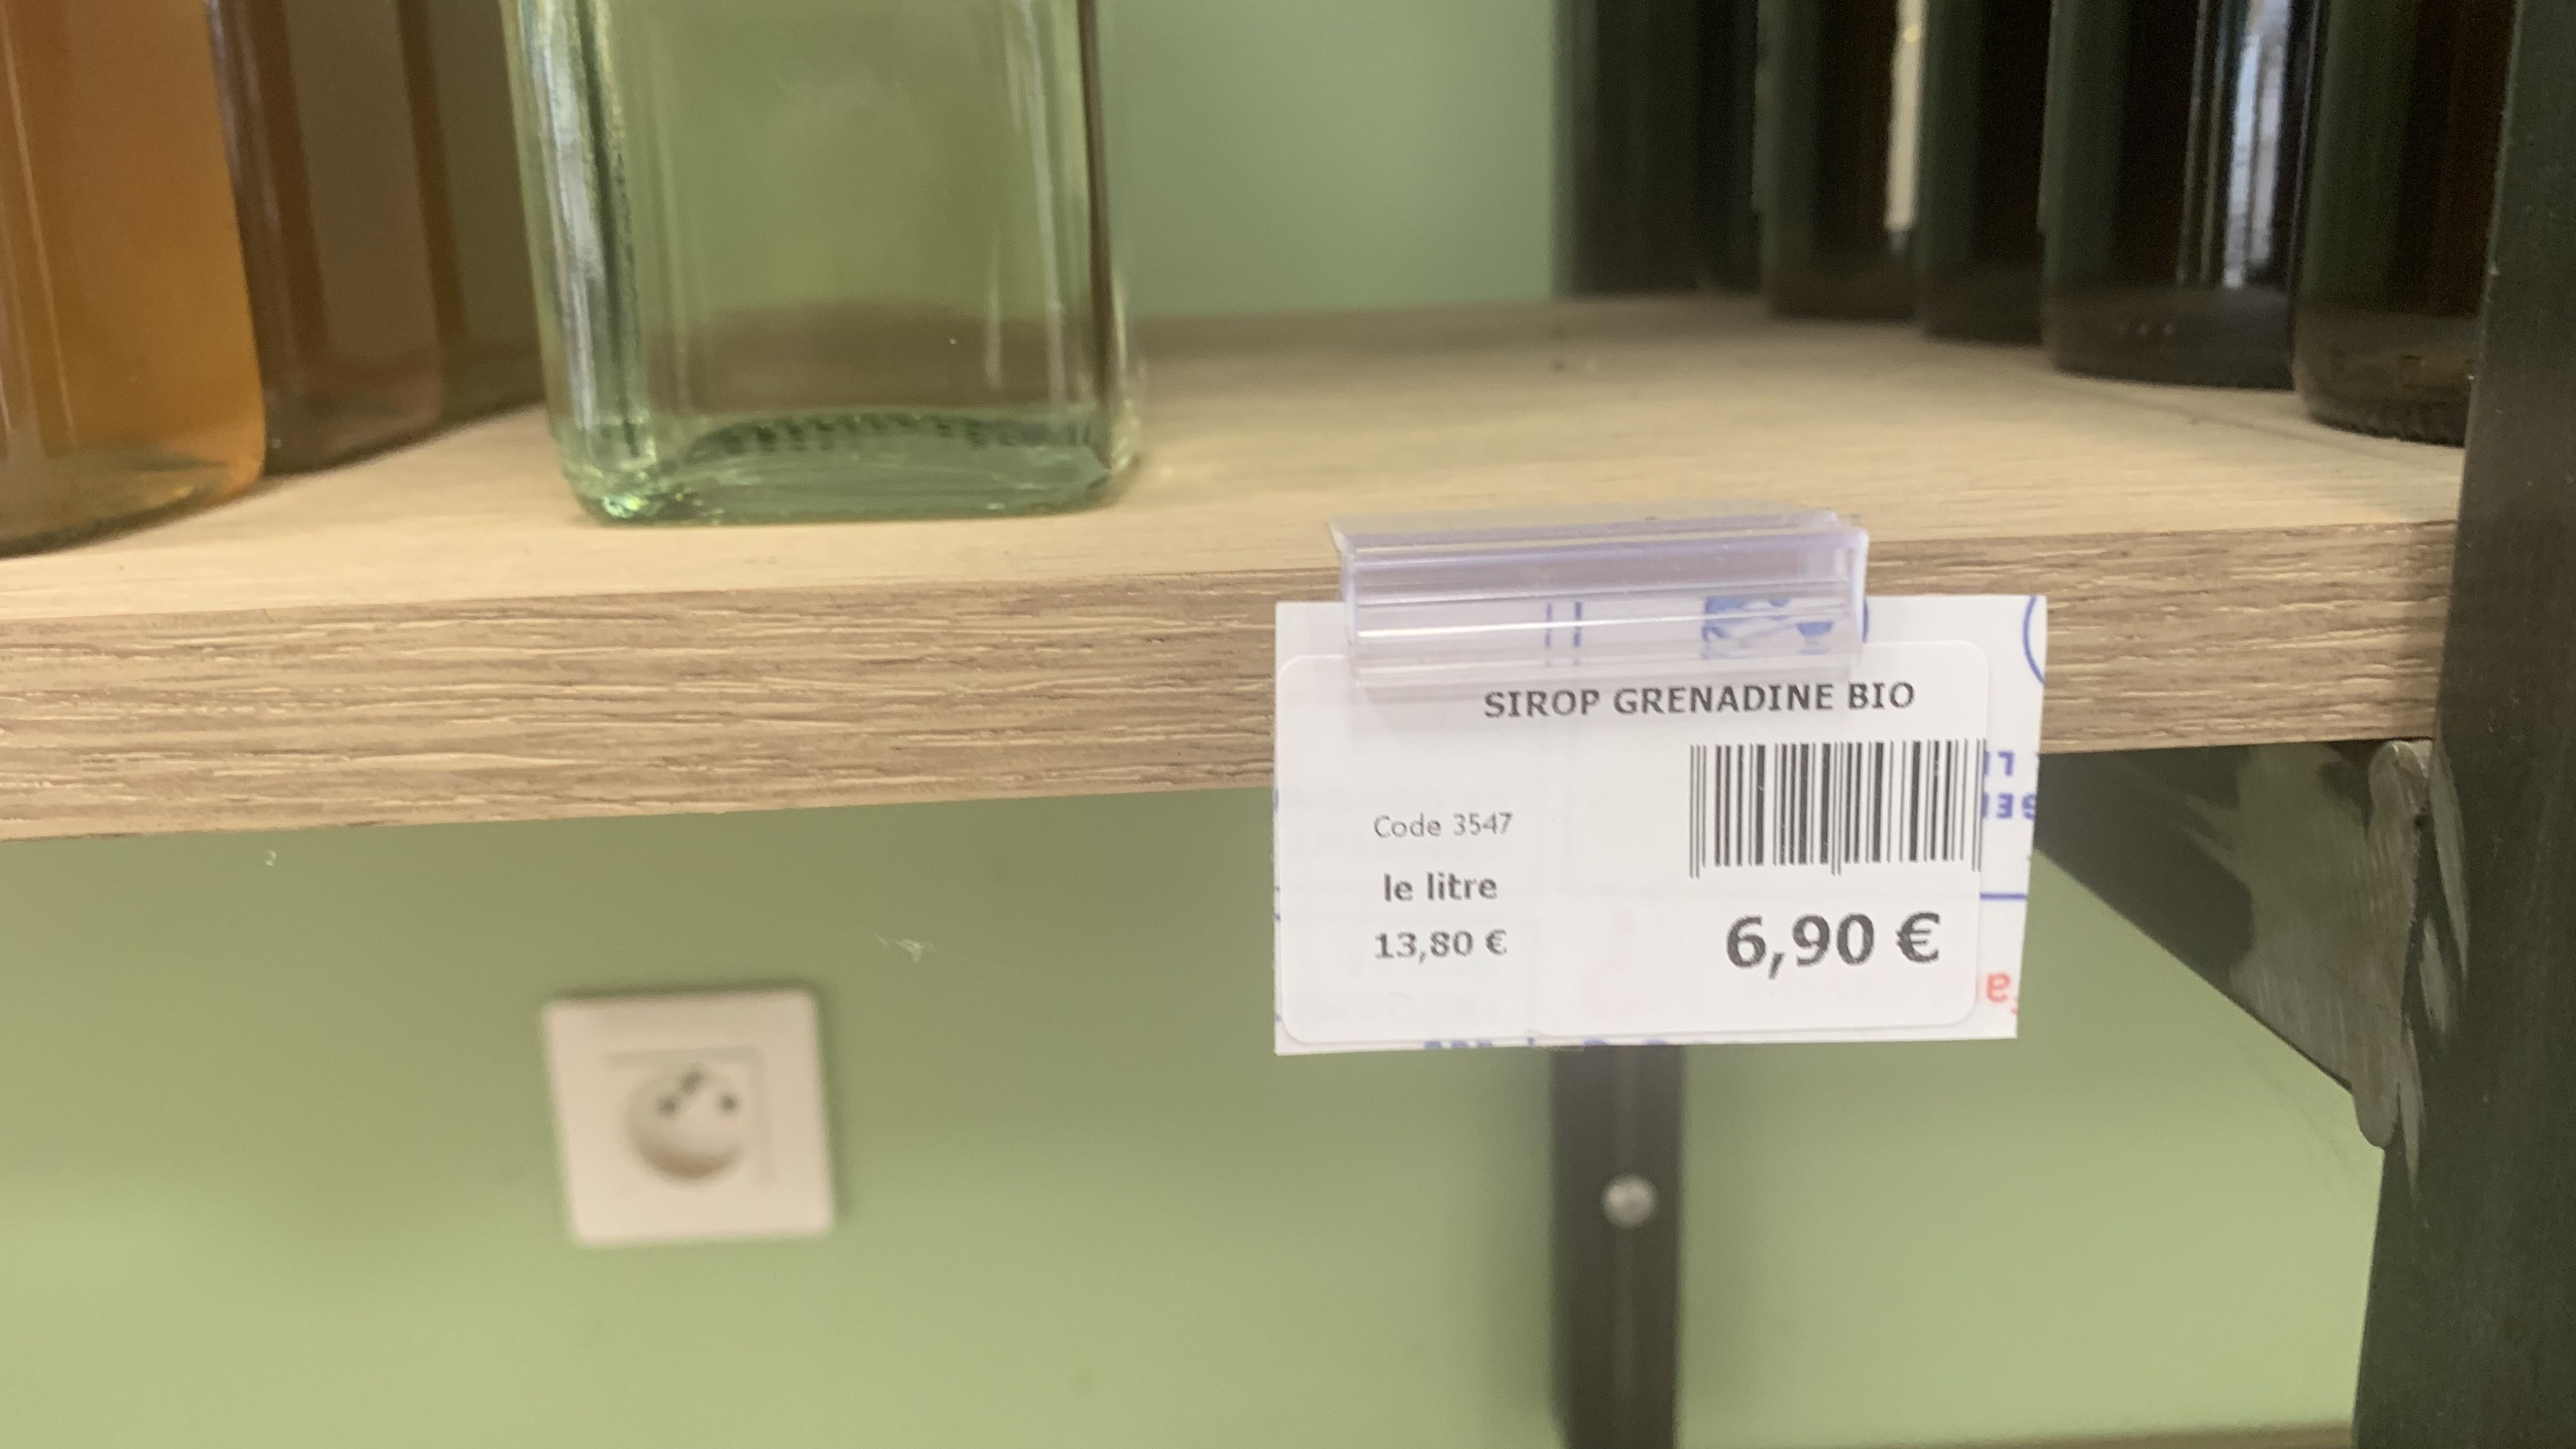 SIROP GRENADINE BIO
Code 3547
le litre
13,80 €
6,90 €